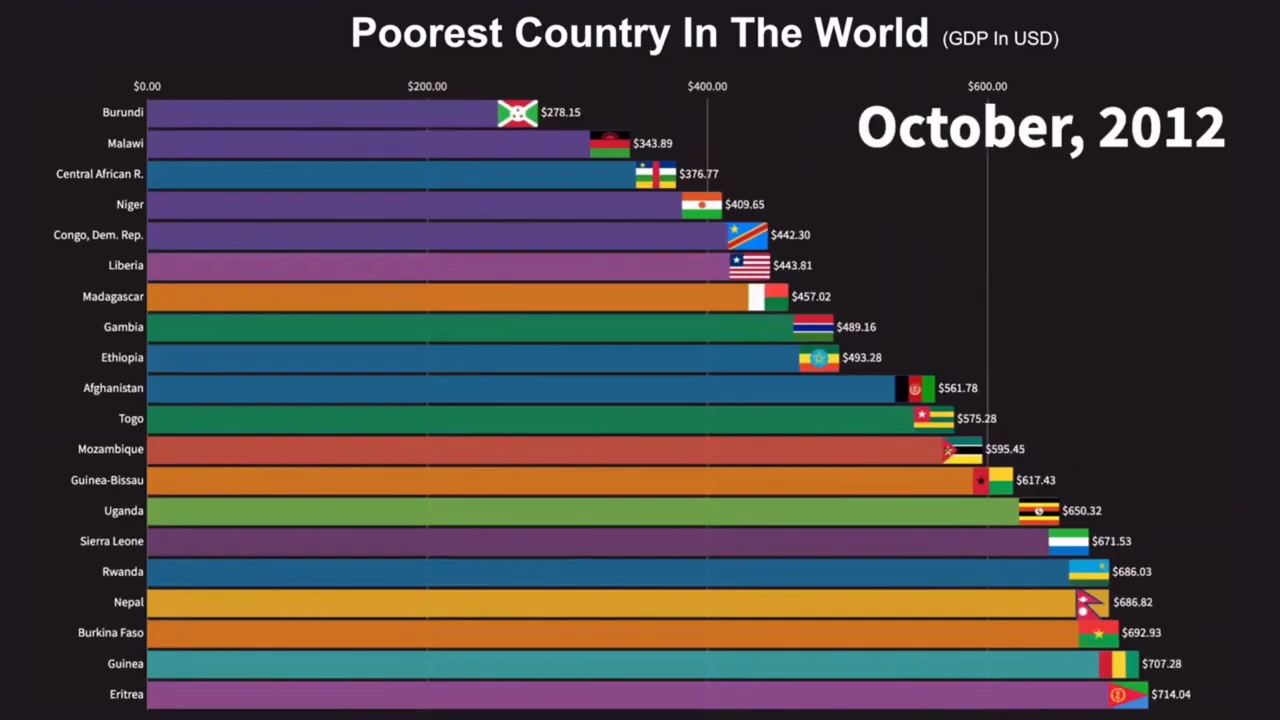 Poorest Country In The World (GDP In USD)
$0.00 $200.00 $400.00 $600.00
October, 2012
Burundi $278.15
Malawi $343.89
Central African R. $376.77
Niger $409.65
Congo, Dem. Rep. $442.30
Liberia $443.81
Madagascar $457.02
Gambia $489.16
Ethiopia $493.28
Afghanistan $561.78
Togo $575.28
Mozambique $595.45
Guinea-Bissau $617.43
Uganda $650.32
Sierra Leone $671.53
Rwanda $686.03
Nepal $686.82
Burkina Faso $692.93
Guinea $707.28
Eritrea $714.04